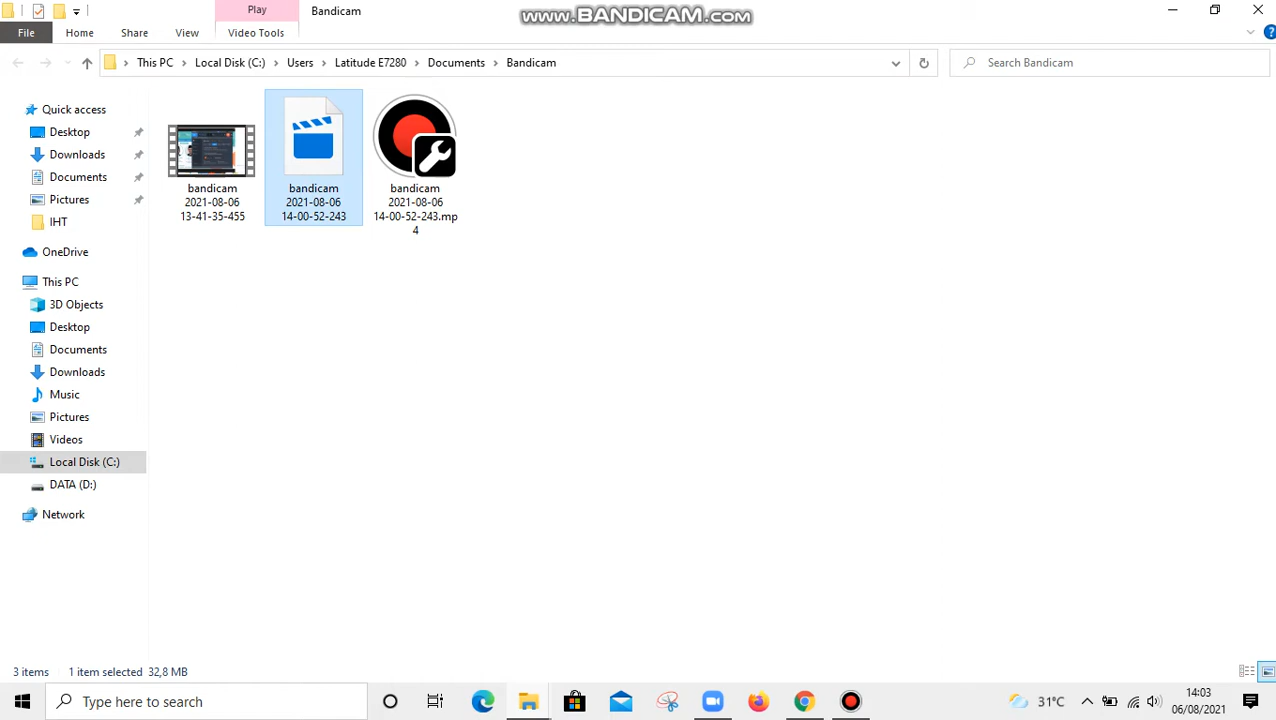 Play
Bandicam
www.BANDICAM.com
File
Home
Share
View
Video Tools
This PC
Local Disk (C:)
Users
Latitude E7280
Documents
Bandicam
Search Bandicam
Quick access
Desktop
Downloads
Documents
Pictures
IHT
OneDrive
This PC
3D Objects
Desktop
Documents
Downloads
Music
Pictures
Videos
Local Disk (C:)
DATA (D:)
Network
bandicam
2021-08-06
13-41-35-455
bandicam
2021-08-06
14-00-52-243
bandicam
2021-08-06
14-00-52-243.mp
4
3 items
1 item selected
32,8 MB
Type here to search
31°C
14:03
06/08/2021